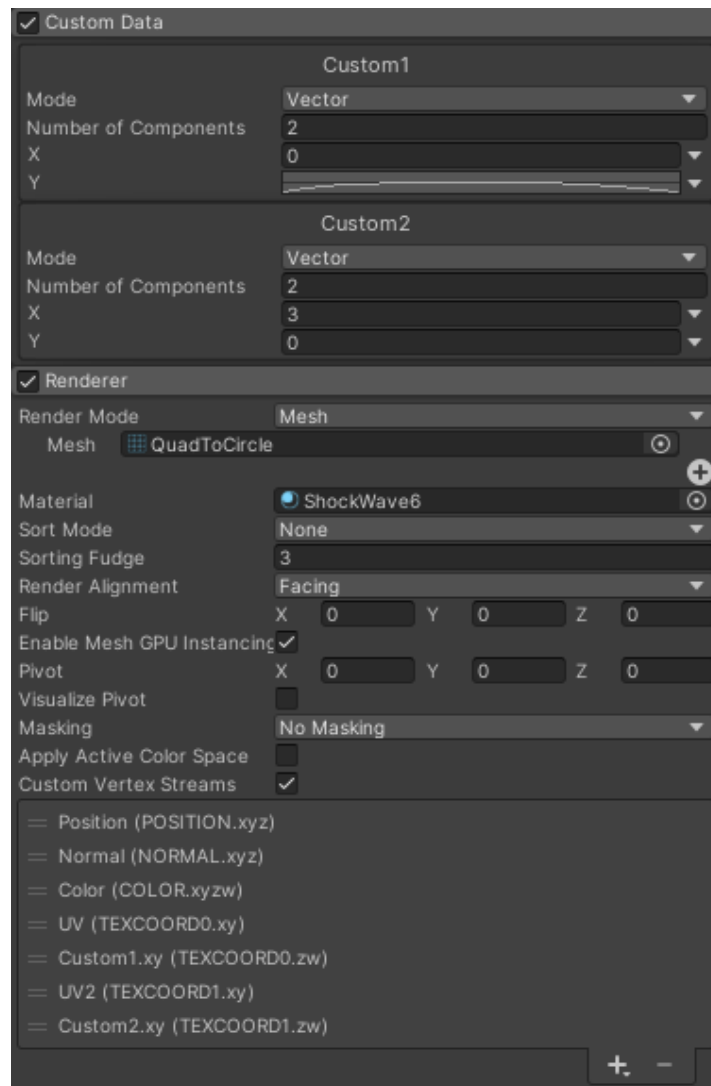 Custom Data
Custom1
Mode Vector
Number of Components 2
X 0
Y
Custom2
Mode Vector
Number of Components 2
X 3
Y 0
Renderer
Render Mode Mesh
Mesh QuadToCircle
Material ShockWave6
Sort Mode None
Sorting Fudge 3
Render Alignment Facing
Flip X 0 Y 0 Z 0
Enable Mesh GPU Instancing
Pivot X 0 Y 0 Z 0
Visualize Pivot
Masking No Masking
Apply Active Color Space
Custom Vertex Streams
Position (POSITION.xyz)
Normal (NORMAL.xyz)
Color (COLOR.xyzw)
UV (TEXCOORD0.xy)
Custom1.xy (TEXCOORD0.zw)
UV2 (TEXCOORD1.xy)
Custom2.xy (TEXCOORD1.zw)